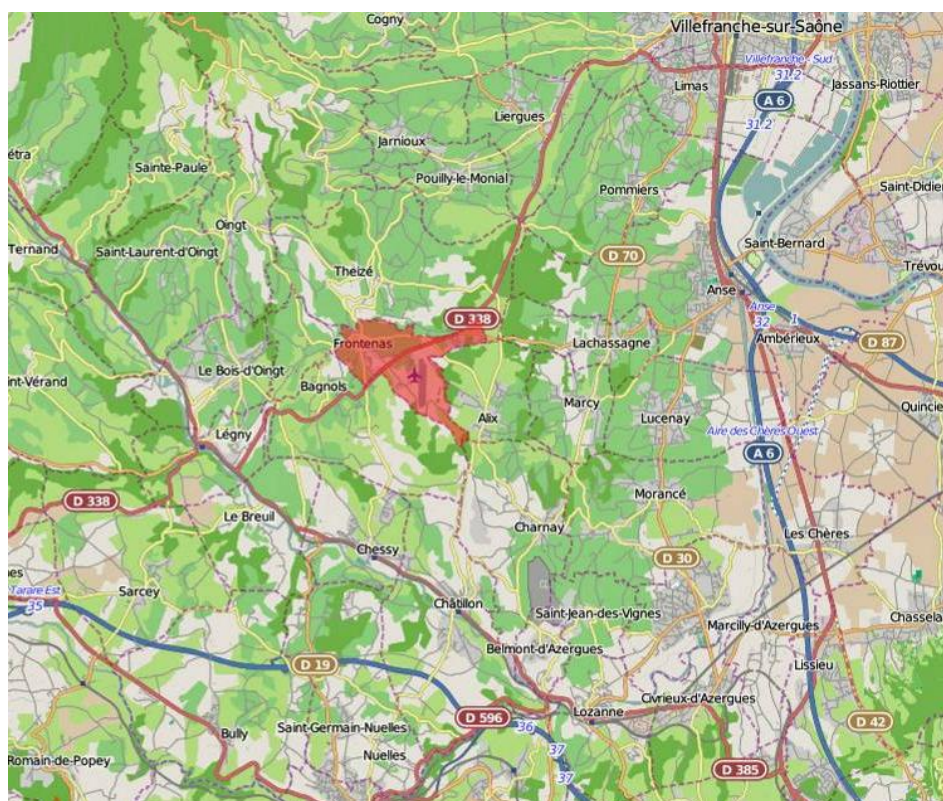 Cogny
Villefranche-sur-Saône
Villefranche - Sud
31.2
Limas
Jassans-Riottier
A 6
31.2
Liergues
Jarnioux
étra
Sainte-Paule
Pouilly-le-Monial
Pommiers
Saint-Didier
Oingt
Ternand
Saint-Laurent-d'Oingt
Saint-Bernard
D 70
Trévou
Theizé
Anse
Anse
32
1
D 338
Frontenas
Lachassagne
Ambérieux
D 87
Le Bois-d'Oingt
int-Vérand
Bagnols
Marcy
Quincie
Alix
Lucenay
Légny
Aire des Chères Ouest
A 6
D 338
Morancé
Le Breuil
Charnay
Les Chères
Chessy
D 30
nes
Tarare Est
35
Sarcey
Châtillon
Saint-Jean-des-Vignes
Chassela
Marcilly-d'Azergues
Belmont-d'Azergues
D 19
Lissieu
Civrieux-d'Azergues
D 596
Lozanne
36
D 42
Saint-Germain-Nuelles
Bully
Nuelles
37
Romain-de-Popey
37
D 385